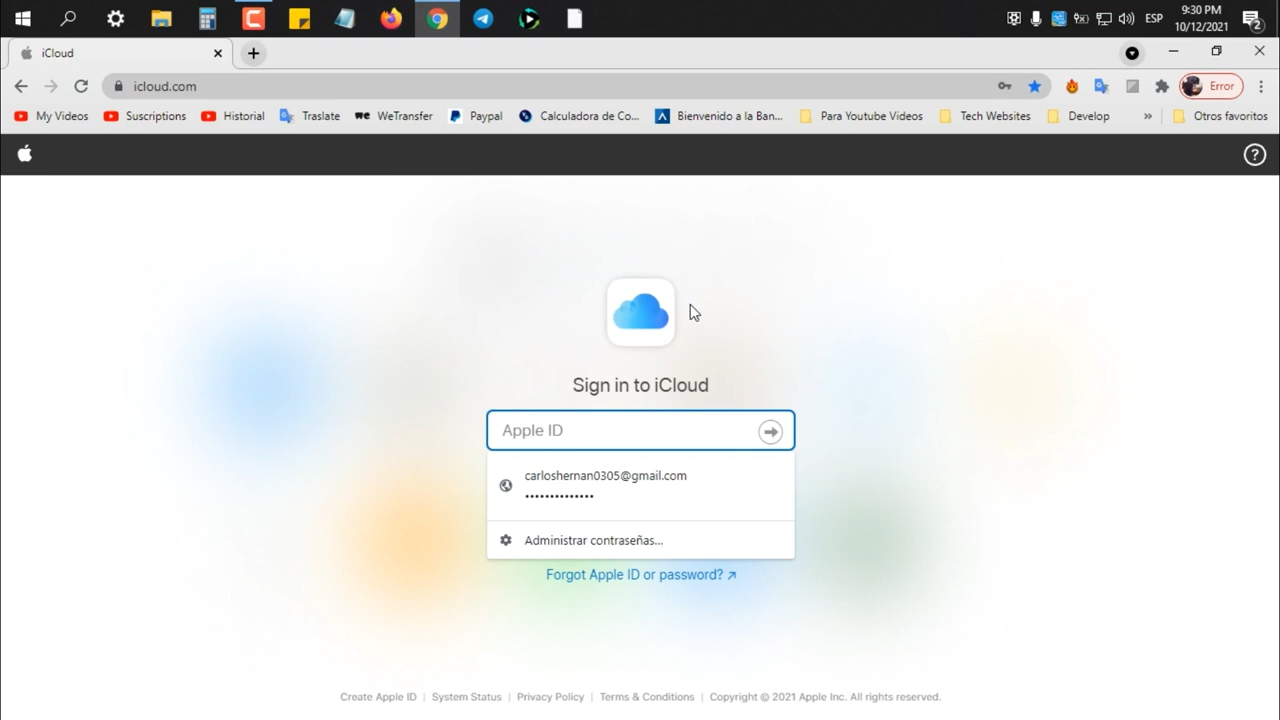 9:30 PM
ESP
10/12/2021
2
iCloud
icloud.com
Error
My Videos
Suscriptions
Historial
Traslate
WeTransfer
Paypal
Calculadora de Co...
Bienvenido a la Ban...
Para Youtube Videos
Tech Websites
Develop
»
Otros favoritos
Sign in to iCloud
Apple ID
carloshernan0305@gmail.com
••••••••••••••
Administrar contraseñas...
Forgot Apple ID or password? ↗
Create Apple ID | System Status | Privacy Policy | Terms & Conditions | Copyright © 2021 Apple Inc. All rights reserved.